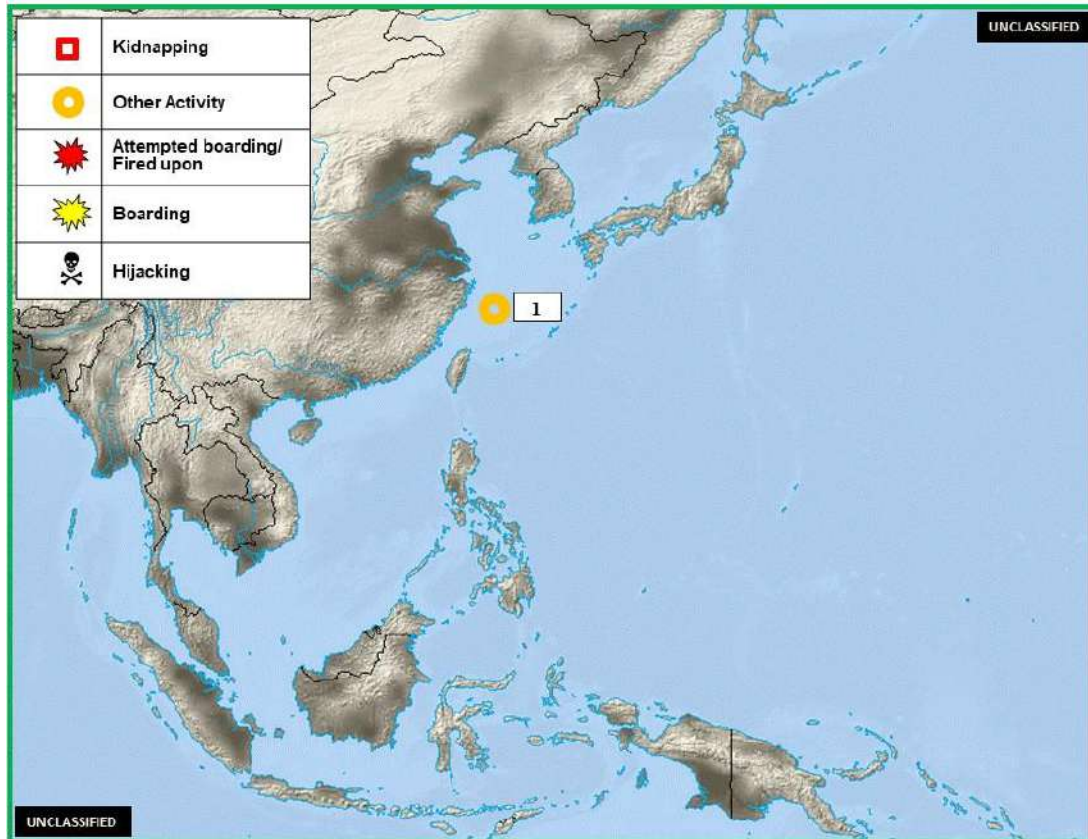 UNCLASSIFIED
Kidnapping
Other Activity
Attempted boarding/
Fired upon
Boarding
Hijacking
1
UNCLASSIFIED